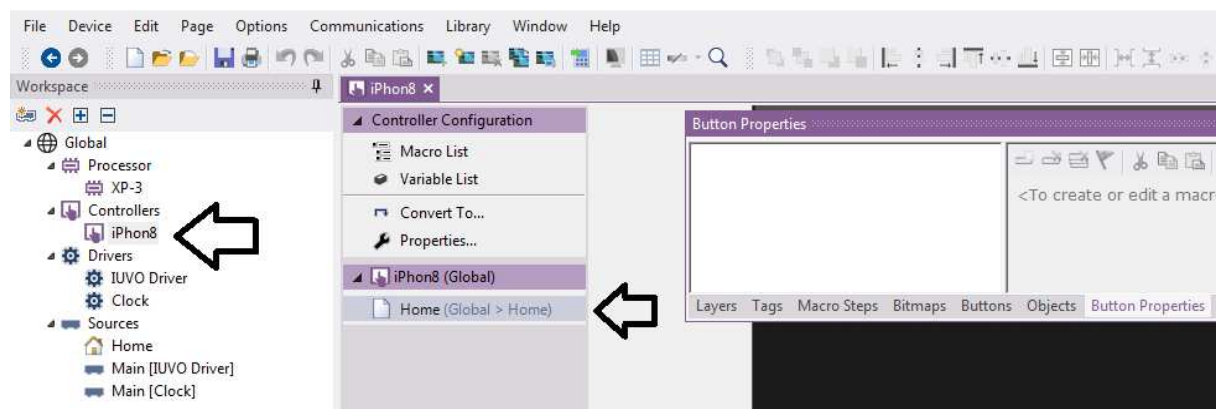 File Device Edit Page Options Communications Library Window Help
Workspace
Global
Processor
XP-3
Controllers
iPhon8
Drivers
IUVO Driver
Clock
Sources
Home
Main [IUVO Driver]
Main [Clock]
iPhon8
Controller Configuration
Macro List
Variable List
Convert To...
Properties...
iPhon8 (Global)
Home (Global > Home)
Button Properties
<To create or edit a macr
Layers Tags Macro Steps Bitmaps Buttons Objects Button Properties